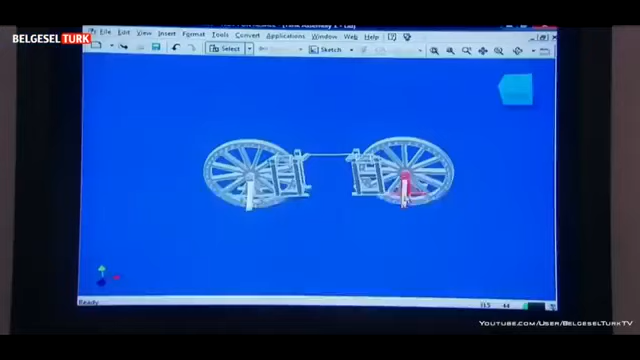 BELGESEL TURK
File Edit View Insert Format Tools Convert Applications Window Web Help
Select
Sketch
Ready
44
YouTube.com/User/BelgeselTurkTV